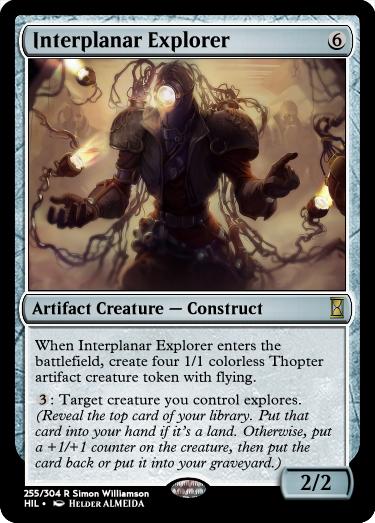 Interplanar Explorer 6
Artifact Creature — Construct
When Interplanar Explorer enters the
battlefield, create four 1/1 colorless Thopter
artifact creature token with flying.
3: Target creature you control explores.
(Reveal the top card of your library. Put that
card into your hand if it's a land. Otherwise, put
a +1/+1 counter on the creature, then put the
card back or put it into your graveyard.)
2/2
255/304 R Simon Williamson
HIL • Helder ALMEIDA